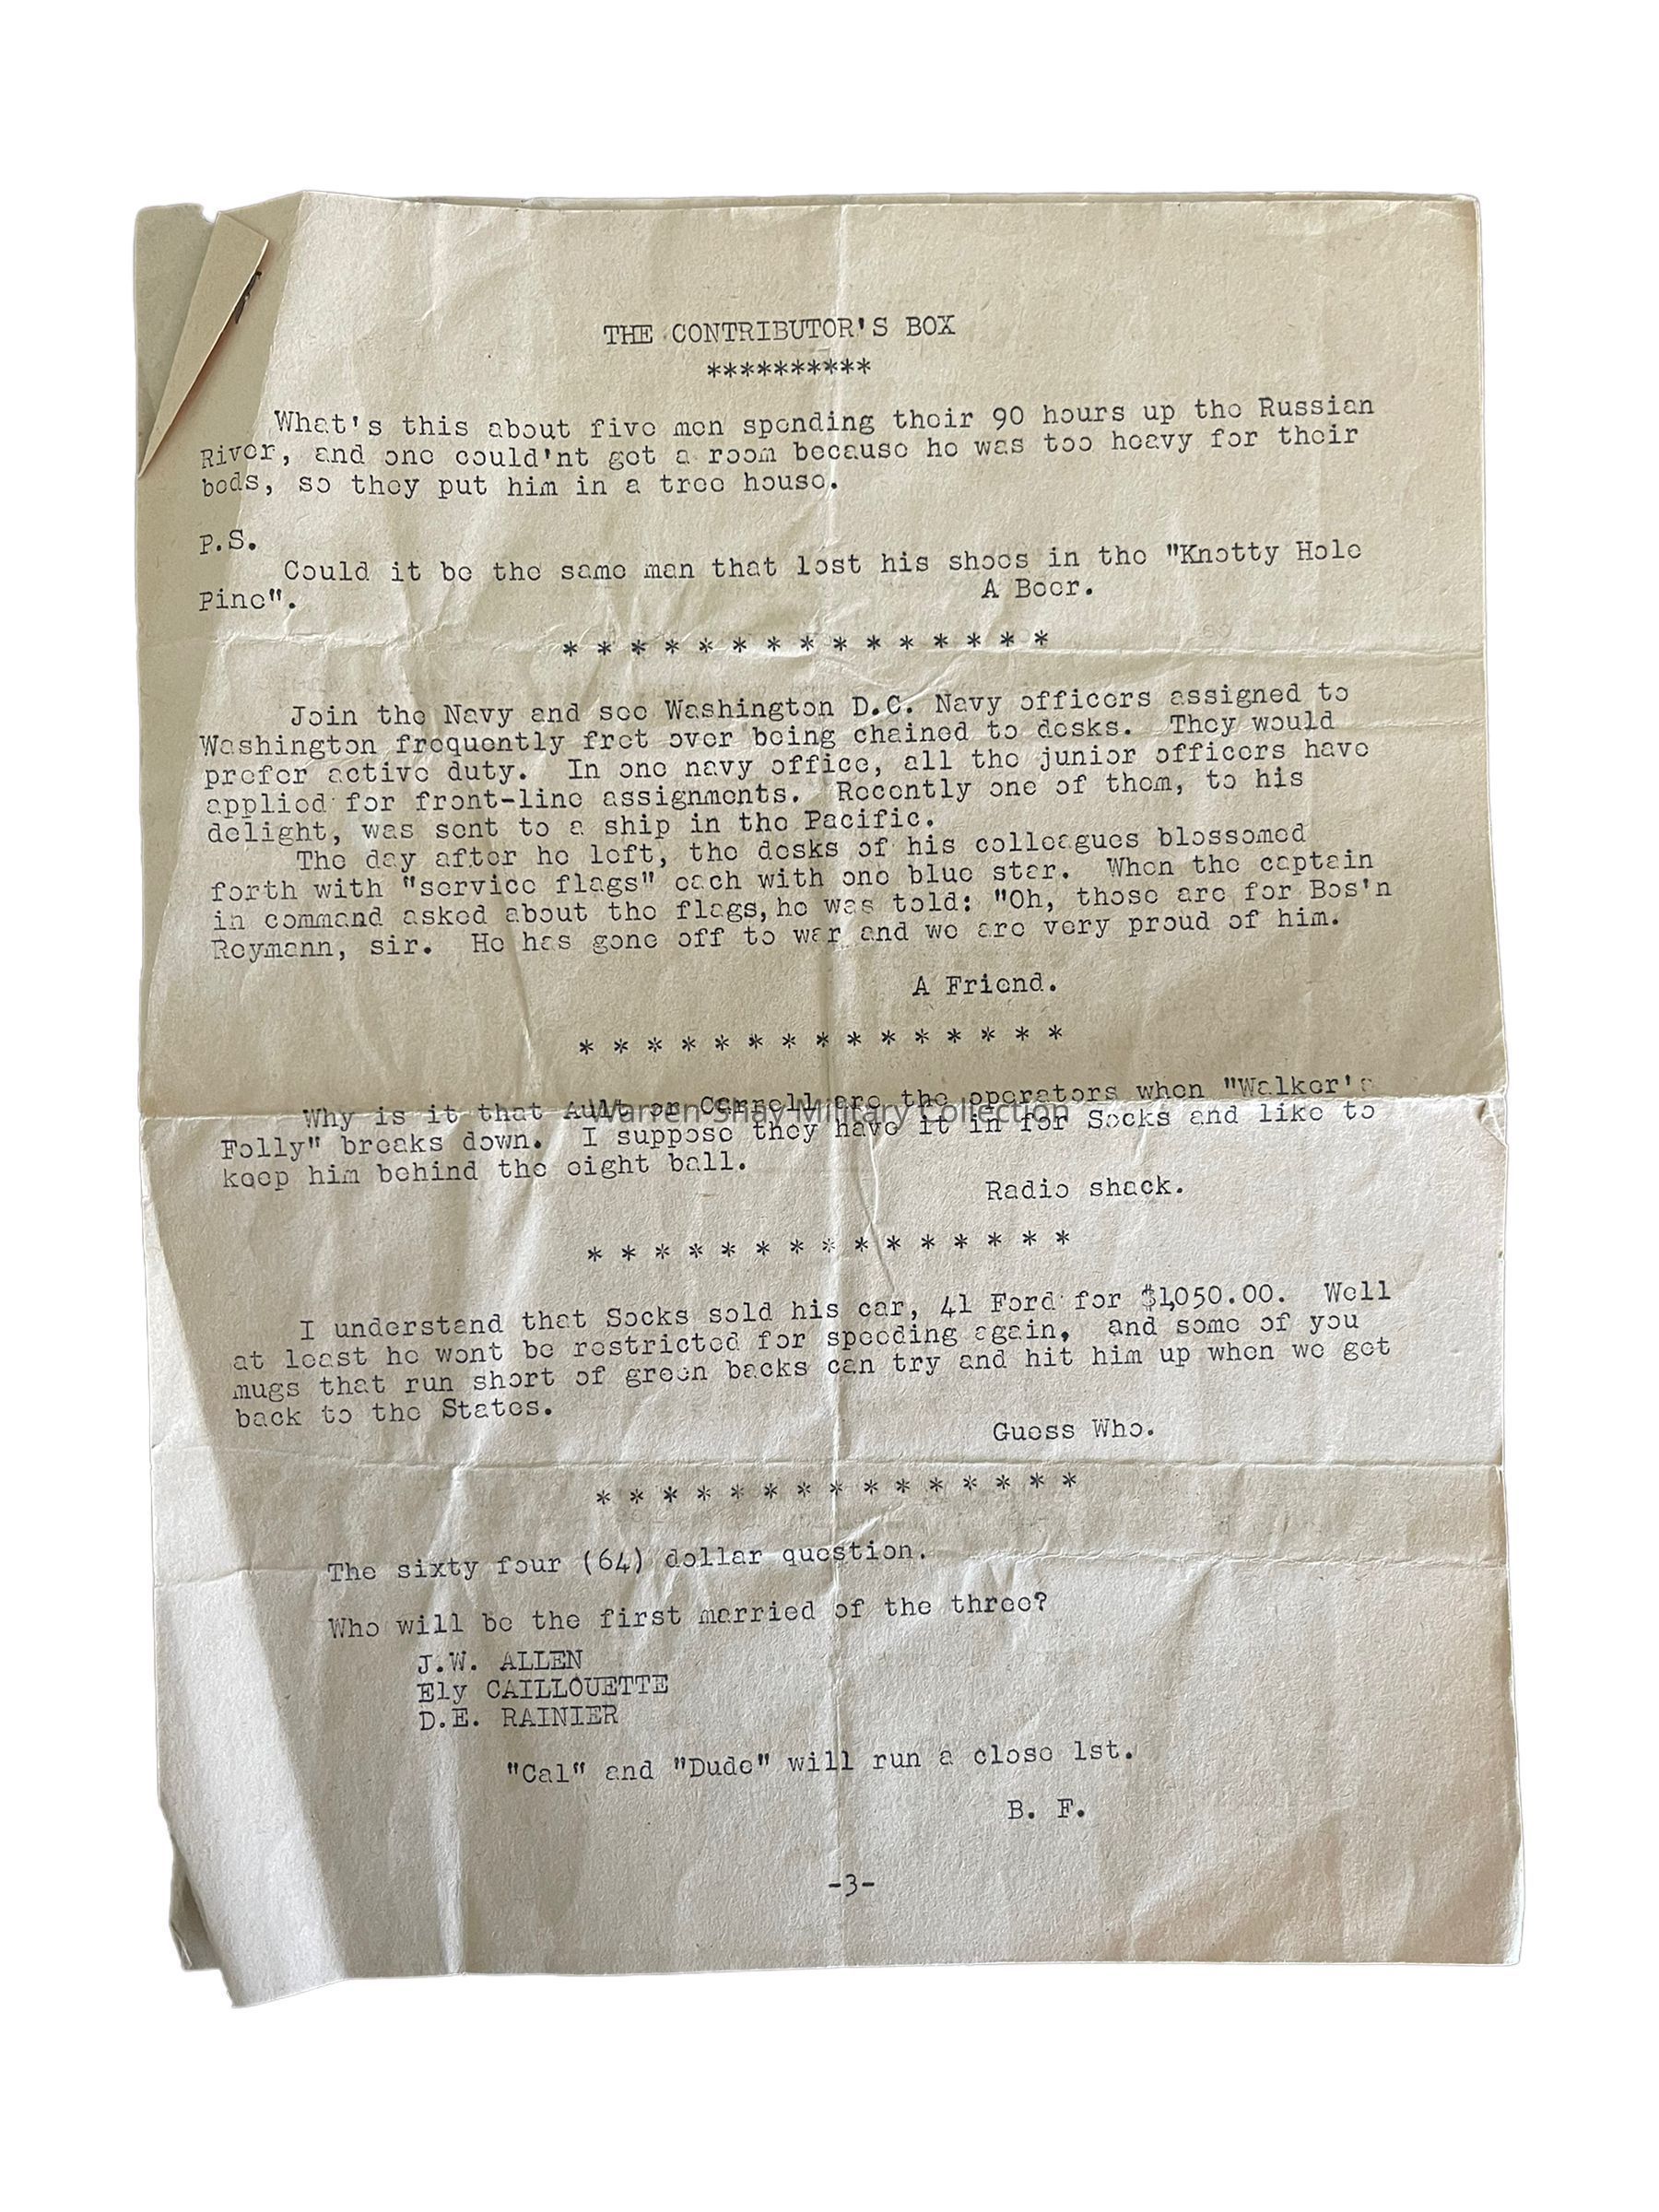 THE CONTRIBUTOR'S BOX
**********
What's this about five men spending their 90 hours up the Russian
River, and one could'nt get a room because he was too heavy for their
beds, so they put him in a tree house.
P.S.
Could it be the same man that lost his shoes in the "Knotty Hole
Pine".
A Beer.
* * * * * * * * * * * * * * *
Join the Navy and see Washington D.C. Navy officers assigned to
Washington frequently fret over being chained to desks. They would
prefer active duty. In one navy office, all the junior officers have
applied for front-line assignments. Recently one of them, to his
delight, was sent to a ship in the Pacific.
The day after he left, the desks of his colleagues blossomed
forth with "service flags" each with one blue star. When the captain
in command asked about the flags, he was told: "Oh, those are for Bos'n
Reymann, sir. He has gone off to war and we are very proud of him.
A Friend.
* * * * * * * * * * * * * * *
Why is it that Ault or Carroll are the operators when "Walker's
Warren Shay Military Collection
Folly" breaks down. I suppose they have it in for Socks and like to
keep him behind the eight ball.
Radio shack.
* * * * * * * * * * * * * * *
I understand that Socks sold his car, 41 Ford for $1,050.00. Well
at least he wont be restricted for speeding again, and some of you
mugs that run short of green backs can try and hit him up when we get
back to the States.
Guess Who.
* * * * * * * * * * * * * * *
The sixty four (64) dollar question.
Who will be the first married of the three?
J.W. ALLEN
Ely CAILLOUETTE
D.E. RAINIER
"Cal" and "Dude" will run a close 1st.
B. F.
-3-